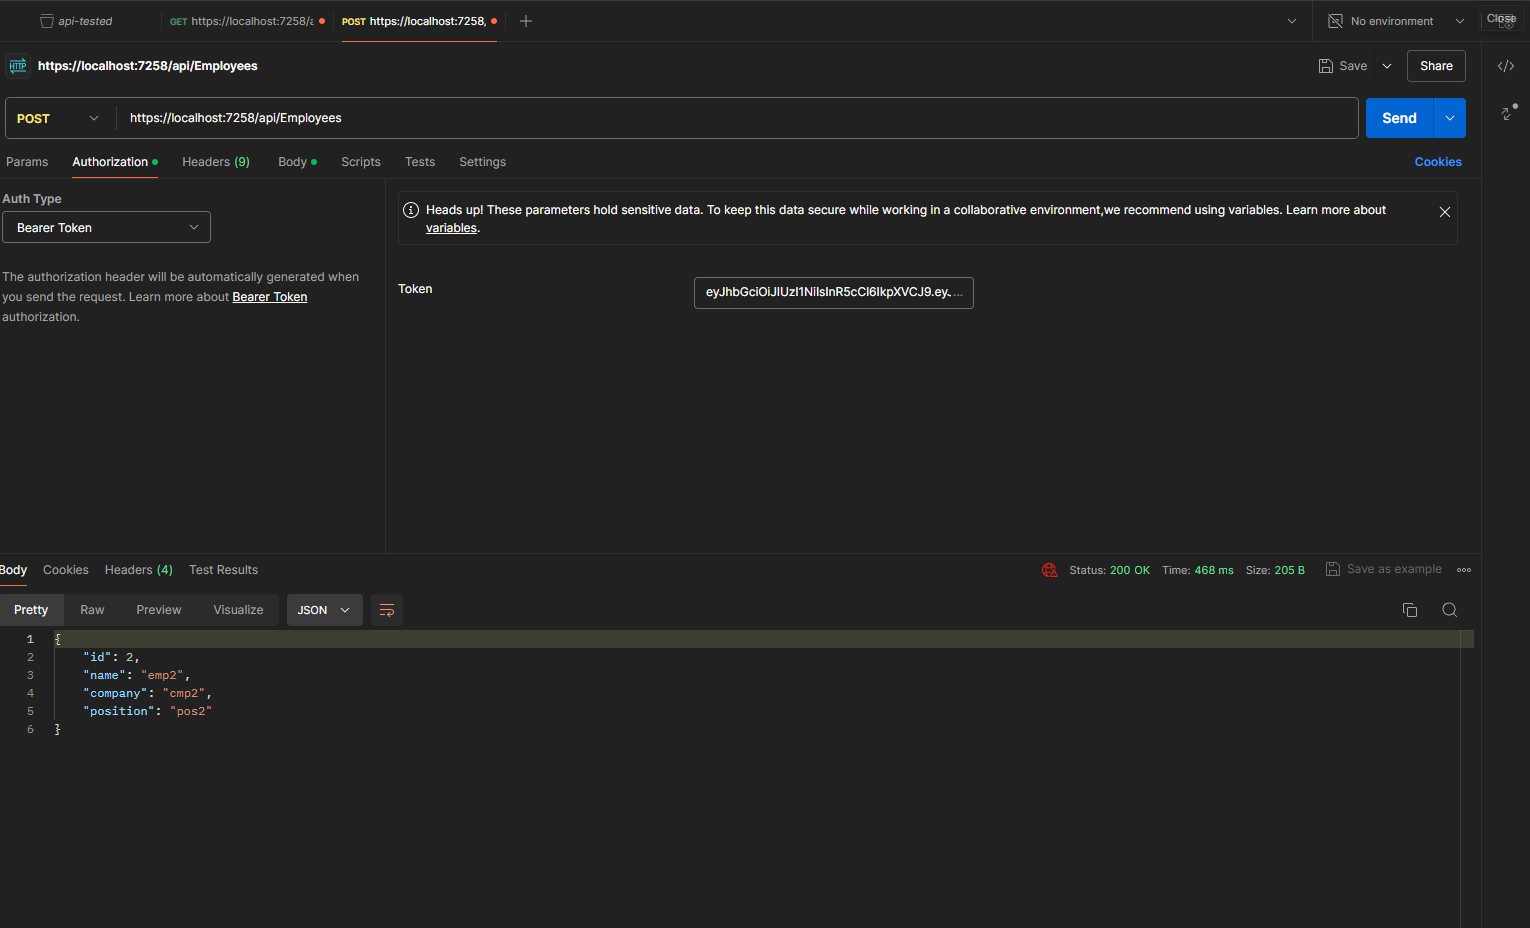 api-tested GET https://localhost:7258/a POST https://localhost:7258, No environment Close
HTTP https://localhost:7258/api/Employees Save Share
POST https://localhost:7258/api/Employees Send
Params Authorization Headers (9) Body Scripts Tests Settings Cookies
Auth Type
Bearer Token
The authorization header will be automatically generated when
you send the request. Learn more about Bearer Token
authorization.
Heads up! These parameters hold sensitive data. To keep this data secure while working in a collaborative environment,we recommend using variables. Learn more about
variables.
Token eyJhbGciOiJIUzI1NiIsInR5cCI6IkpXVCJ9.ey. ...
Body Cookies Headers (4) Test Results Status: 200 OK Time: 468 ms Size: 205 B Save as example
Pretty Raw Preview Visualize JSON
1 {
2 "id": 2,
3 "name": "emp2",
4 "company": "cmp2",
5 "position": "pos2"
6 }